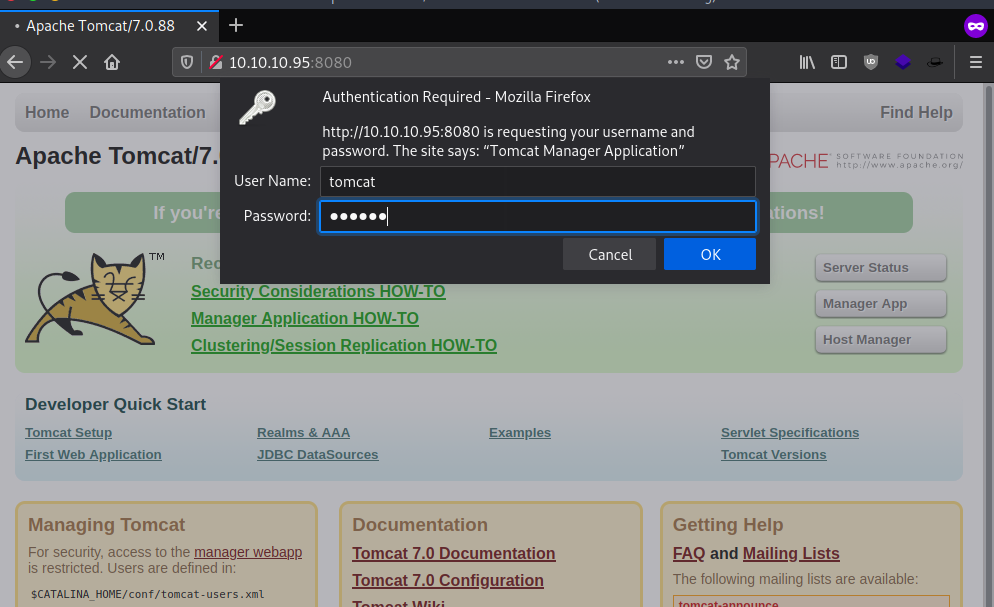 Apache Tomcat/7.0.88
10.10.10.95:8080
Authentication Required - Mozilla Firefox
http://10.10.10.95:8080 is requesting your username and
password. The site says: “Tomcat Manager Application”
User Name: tomcat
Password: ●●●●●●
Cancel OK
Home Documentation Find Help
Apache Tomcat/7.
SOFTWARE FOUNDATION
http://www.apache.org/
If you're ations!
TM
Security Considerations HOW-TO
Manager Application HOW-TO
Clustering/Session Replication HOW-TO
Server Status
Manager App
Host Manager
Developer Quick Start
Tomcat Setup Realms & AAA Examples Servlet Specifications
First Web Application JDBC DataSources Tomcat Versions
Managing Tomcat
For security, access to the manager webapp
is restricted. Users are defined in:
$CATALINA_HOME/conf/tomcat-users.xml
Documentation
Tomcat 7.0 Documentation
Tomcat 7.0 Configuration
Tomcat Wiki
Getting Help
FAQ and Mailing Lists
The following mailing lists are available:
tomcat-announce